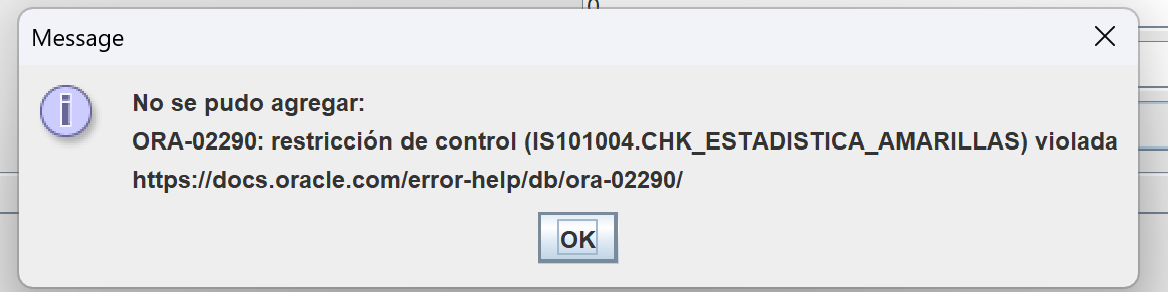 Message
No se pudo agregar:
ORA-02290: restricción de control (IS101004.CHK_ESTADISTICA_AMARILLAS) violada
https://docs.oracle.com/error-help/db/ora-02290/
OK